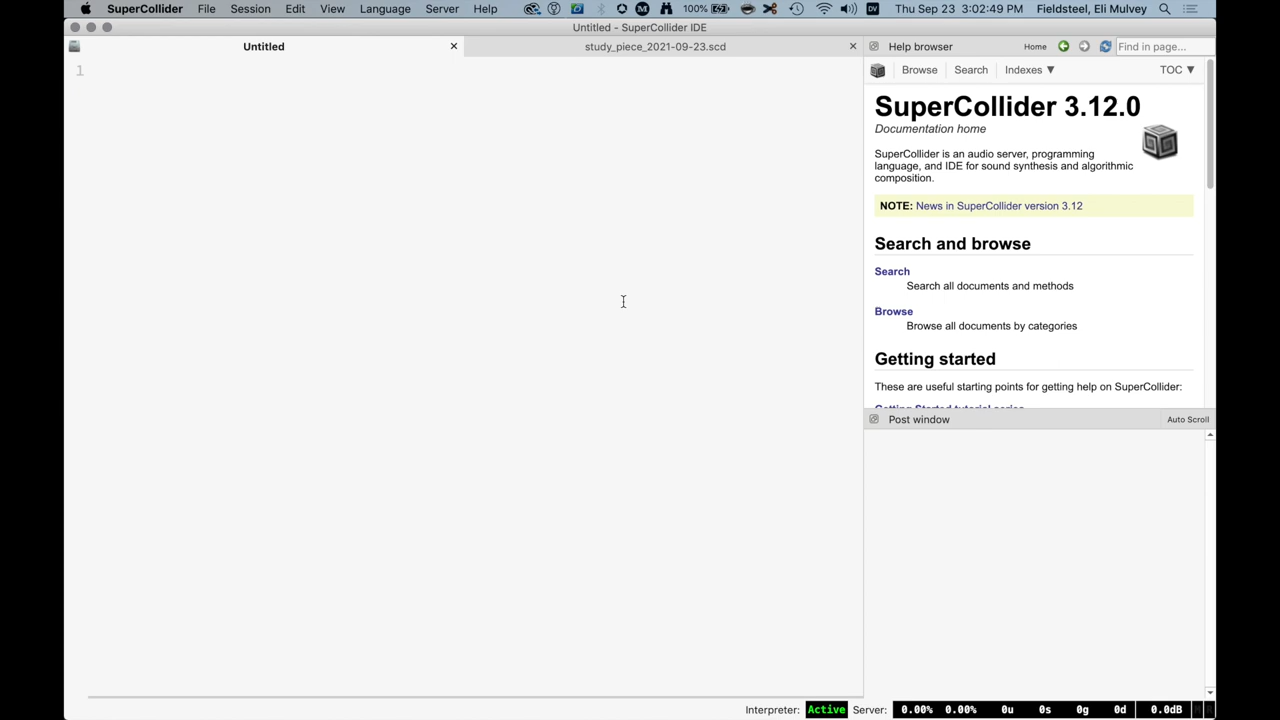 SuperCollider File Session Edit View Language Server Help 100% Thu Sep 23 3:02:49 PM Fieldsteel, Eli Mulvey
Untitled - SuperCollider IDE
Untitled
study_piece_2021-09-23.scd
1
Help browser Home Find in page...
Browse Search Indexes ▼ TOC ▼
SuperCollider 3.12.0
Documentation home
SuperCollider is an audio server, programming
language, and IDE for sound synthesis and algorithmic
composition.
NOTE: News in SuperCollider version 3.12
Search and browse
Search
Search all documents and methods
Browse
Browse all documents by categories
Getting started
These are useful starting points for getting help on SuperCollider:
Getting Started tutorial series
Post window Auto Scroll
Interpreter: Active Server: 0.00% 0.00% 0u 0s 0g 0d 0.0dB M R